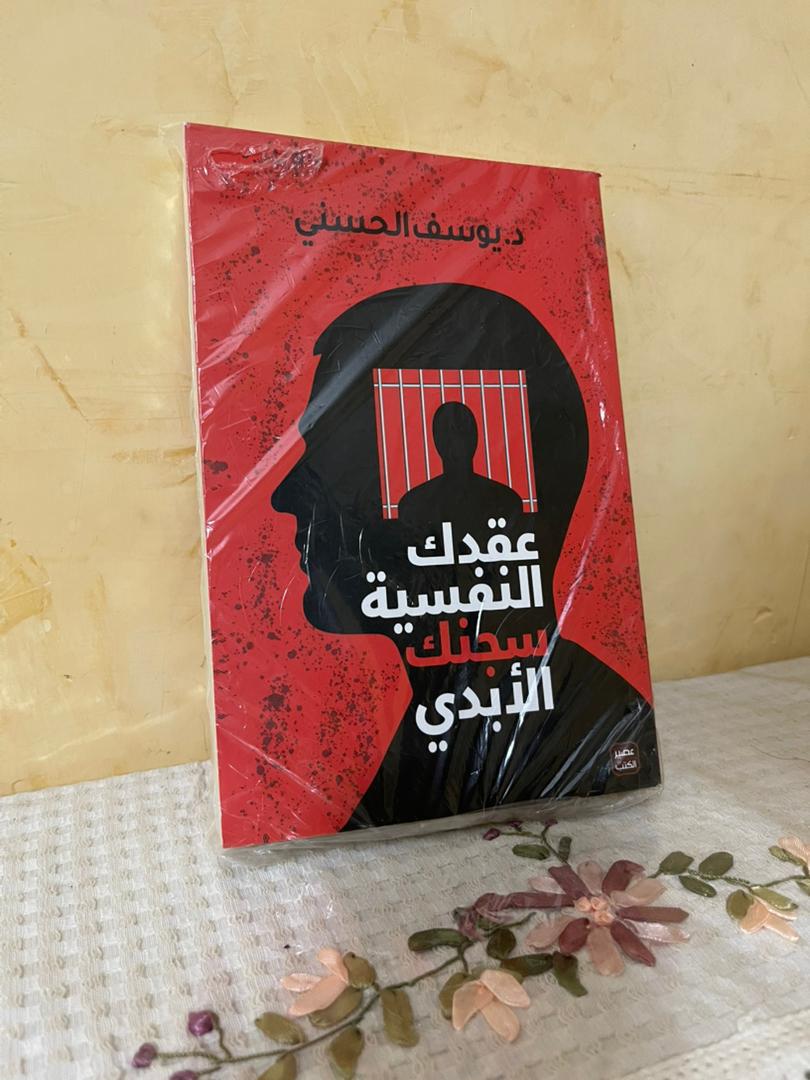 د. يوسف الحسني
عقدك
النفسية
سجنك
الأبدي
عصير
الكتب